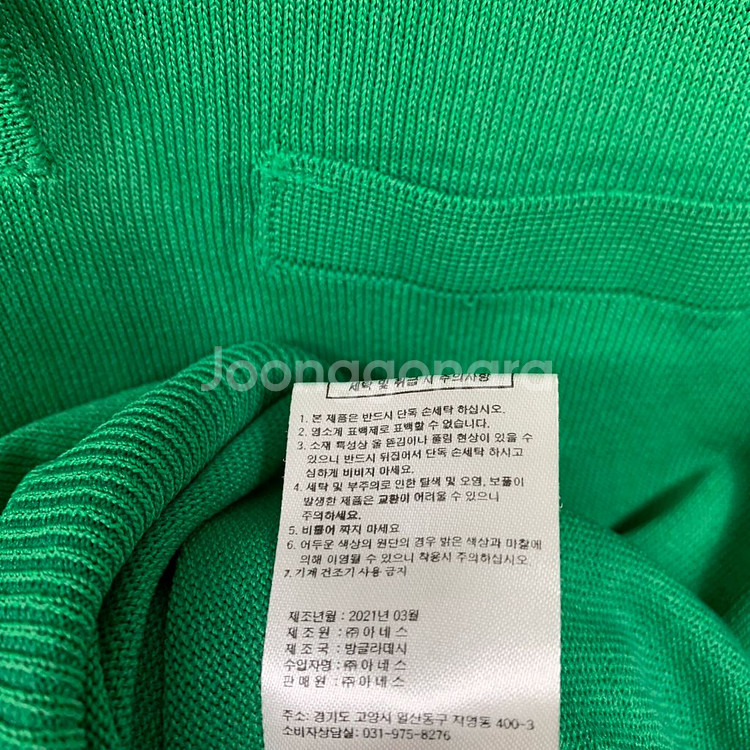 Joonggonara
세탁 및 취급 시 주의사항
1. 본 제품은 반드시 단독 손세탁 하십시오.
2. 염소계 표백제로 표백할 수 없습니다.
3. 소재 특성상 올 뜯김이나 풀림 현상이 있을 수
있으니 반드시 뒤집어서 단독 손세탁 하시고
심하게 비비지 마세요.
4. 세탁 및 부주의로 인한 탈색 및 오염, 보풀이
발생한 제품은 교환이 어려울 수 있으니
주의하세요.
5. 비틀어 짜지 마세요
6. 어두운 색상의 원단의 경우 밝은 색상과 마찰에
의해 이염될 수 있으니 착용시 주의하십시오
7. 기계 건조기 사용 금지
제조년월 : 2021년 03월
제 조 원 : ㈜아네스
제 조 국 : 방글라데시
수입자명 : ㈜아네스
판 매 원 : ㈜아네스
주소: 경기도 고양시 일산동구 지영동 400-3
소비자상담실: 031-975-8276